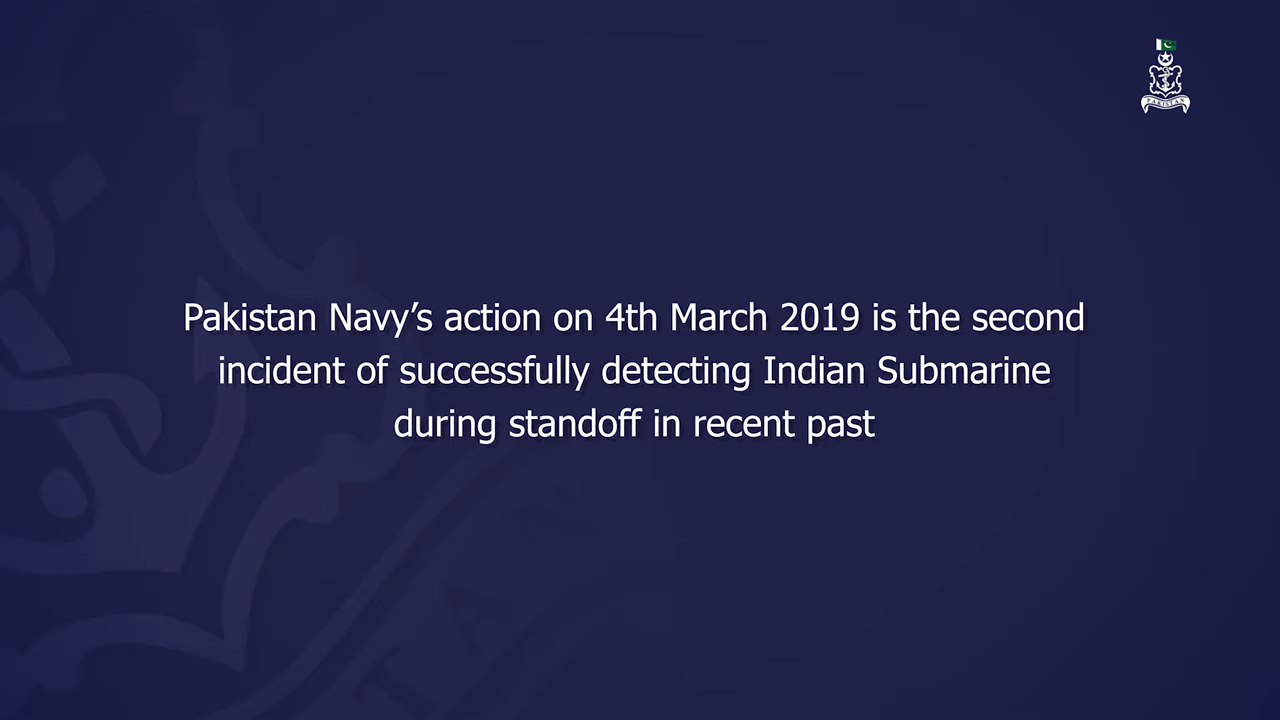 PAKISTAN
Pakistan Navy’s action on 4th March 2019 is the second
incident of successfully detecting Indian Submarine
during standoff in recent past